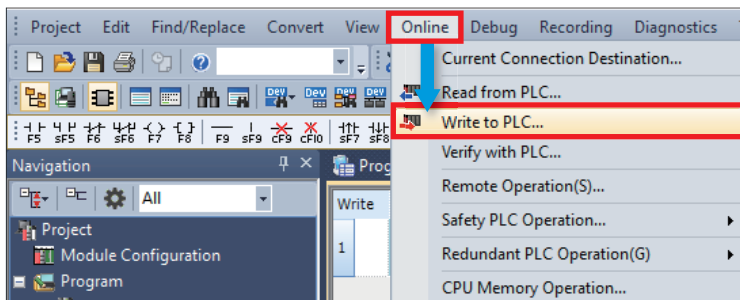 Project Edit Find/Replace Convert View Online Debug Recording Diagnostics
Current Connection Destination...
Read from PLC...
Write to PLC...
F5 sF5 F6 sF6 F7 F8 F9 sF9 cF9 cF10 sF7 sF8
Verify with PLC...
Navigation
Prog
Remote Operation(S)...
All
Write
Safety PLC Operation...
Project
1
Redundant PLC Operation(G)
Module Configuration
Program
CPU Memory Operation...